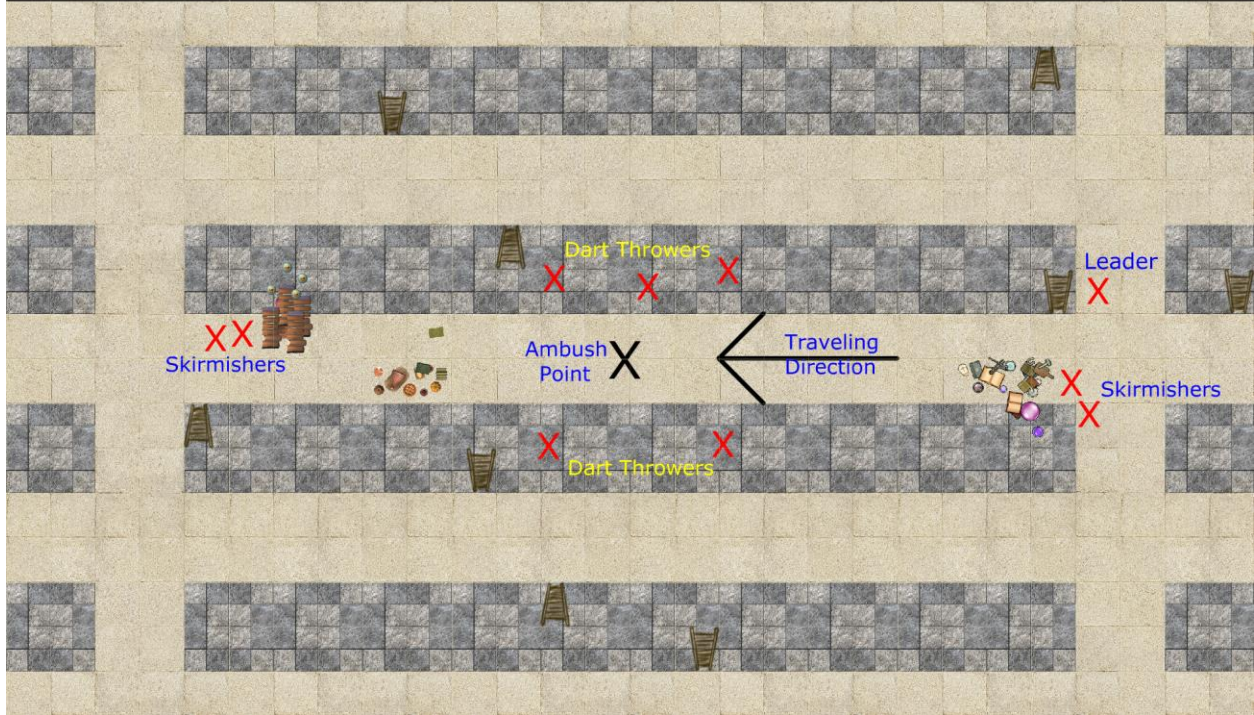 Dart Throwers
Leader
Skirmishers
Ambush
Point
Traveling
Direction
Skirmishers
Dart Throwers